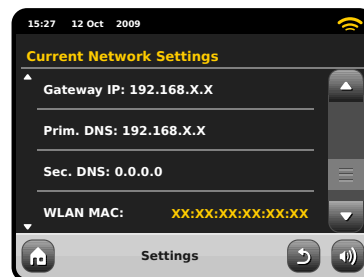 15:27 12 Oct 2009
Current Network Settings
Gateway IP: 192.168.X.X
Prim. DNS: 192.168.X.X
Sec. DNS: 0.0.0.0
WLAN MAC: XX:XX:XX:XX:XX:XX
Settings